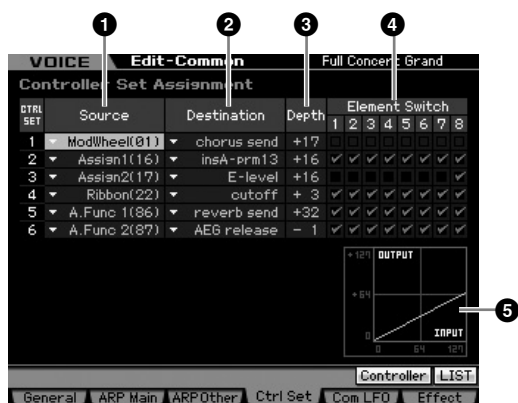 1 2 3 4
VOICE Edit-Common Full Concert Grand
Controller Set Assignment
CTRL SET Source Destination Depth Element Switch
1 2 3 4 5 6 7 8
1 ModWheel(01) chorus send +17
2 Assign1(16) insA-prm13 +16
3 Assign2(17) E-level +16
4 Ribbon(22) cutoff + 3
5 A.Func 1(86) reverb send +32
6 A.Func 2(87) AEG release - 1
+127 OUTPUT
+64
5
0 INPUT
0 64 127
Controller LIST
General ARP Main ARP Other Ctrl Set Com LFO Effect